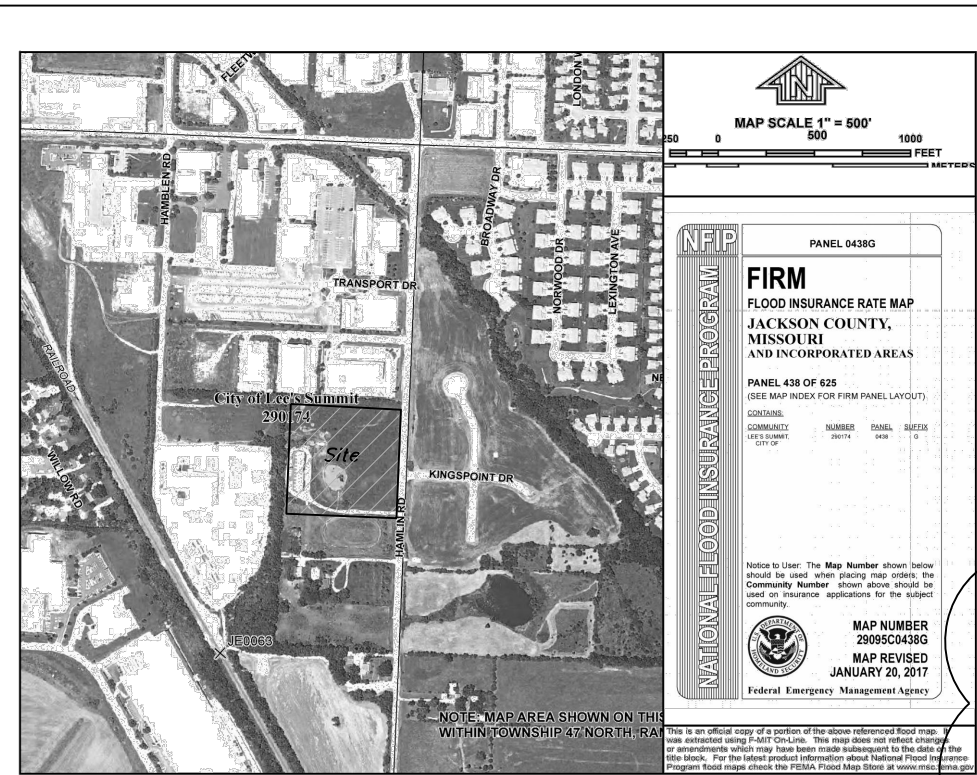 FLEETW
LONDON
HAMBLEN RD
BROADWAY DR
NORWOOD DR
LEXINGTON AVE
TRANSPORT DR
RAILROAD
City of Lee's Summit
290174
Site
KINGSPOINT DR
WILLOW RD
HAMLIN RD
JE0063
NE
NOTE: MAP AREA SHOWN ON THIS
WITHIN TOWNSHIP 47 NORTH, RAN
N
MAP SCALE 1" = 500'
250 0 500 1000
FEET
METERS
NFIP
NATIONAL FLOOD INSURANCE PROGRAM
PANEL 0438G
FIRM
FLOOD INSURANCE RATE MAP
JACKSON COUNTY,
MISSOURI
AND INCORPORATED AREAS
PANEL 438 OF 625
(SEE MAP INDEX FOR FIRM PANEL LAYOUT)
CONTAINS:
COMMUNITY NUMBER PANEL SUFFIX
LEE'S SUMMIT, 290174 0438 G
CITY OF
Notice to User: The Map Number shown below
should be used when placing map orders; the
Community Number shown above should be
used on insurance applications for the subject
community.
U.S. DEPARTMENT OF
HOMELAND SECURITY
MAP NUMBER
29095C0438G
MAP REVISED
JANUARY 20, 2017
Federal Emergency Management Agency
This is an official copy of a portion of the above referenced flood map. It
was extracted using F-MIT On-Line. This map does not reflect changes
or amendments which may have been made subsequent to the date on the
title block. For the latest product information about National Flood Insurance
Program flood maps check the FEMA Flood Map Store at www.msc.fema.gov